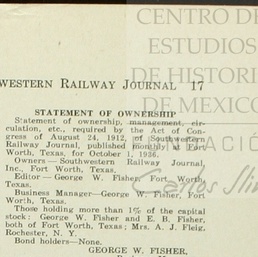 CENTRO DE
ESTUDIOS
DE HISTORI
DE MEXICO
WESTERN RAILWAY JOURNAL 17
STATEMENT OF OWNERSHIP
Statement of ownership, management, cir-
culation, etc., required by the Act of Con-
gress of August 24, 1912, of Southwestern
Railway Journal, published monthly at Fort
Worth, Texas, for October 1, 1926.
Owners—Southwestern Railway Journal,
Inc., Fort Worth, Texas.
Editor—George W. Fisher, Fort Worth,
Texas.
Business Manager—George W. Fisher, Fort
Worth, Texas.
Those holding more than 1% of the capital
stock: George W. Fisher and E. B. Fisher,
both of Fort Worth, Texas; Mrs. A. J. Fleig,
Rochester, N. Y.
Bond holders—None.
GEORGE W. FISHER,